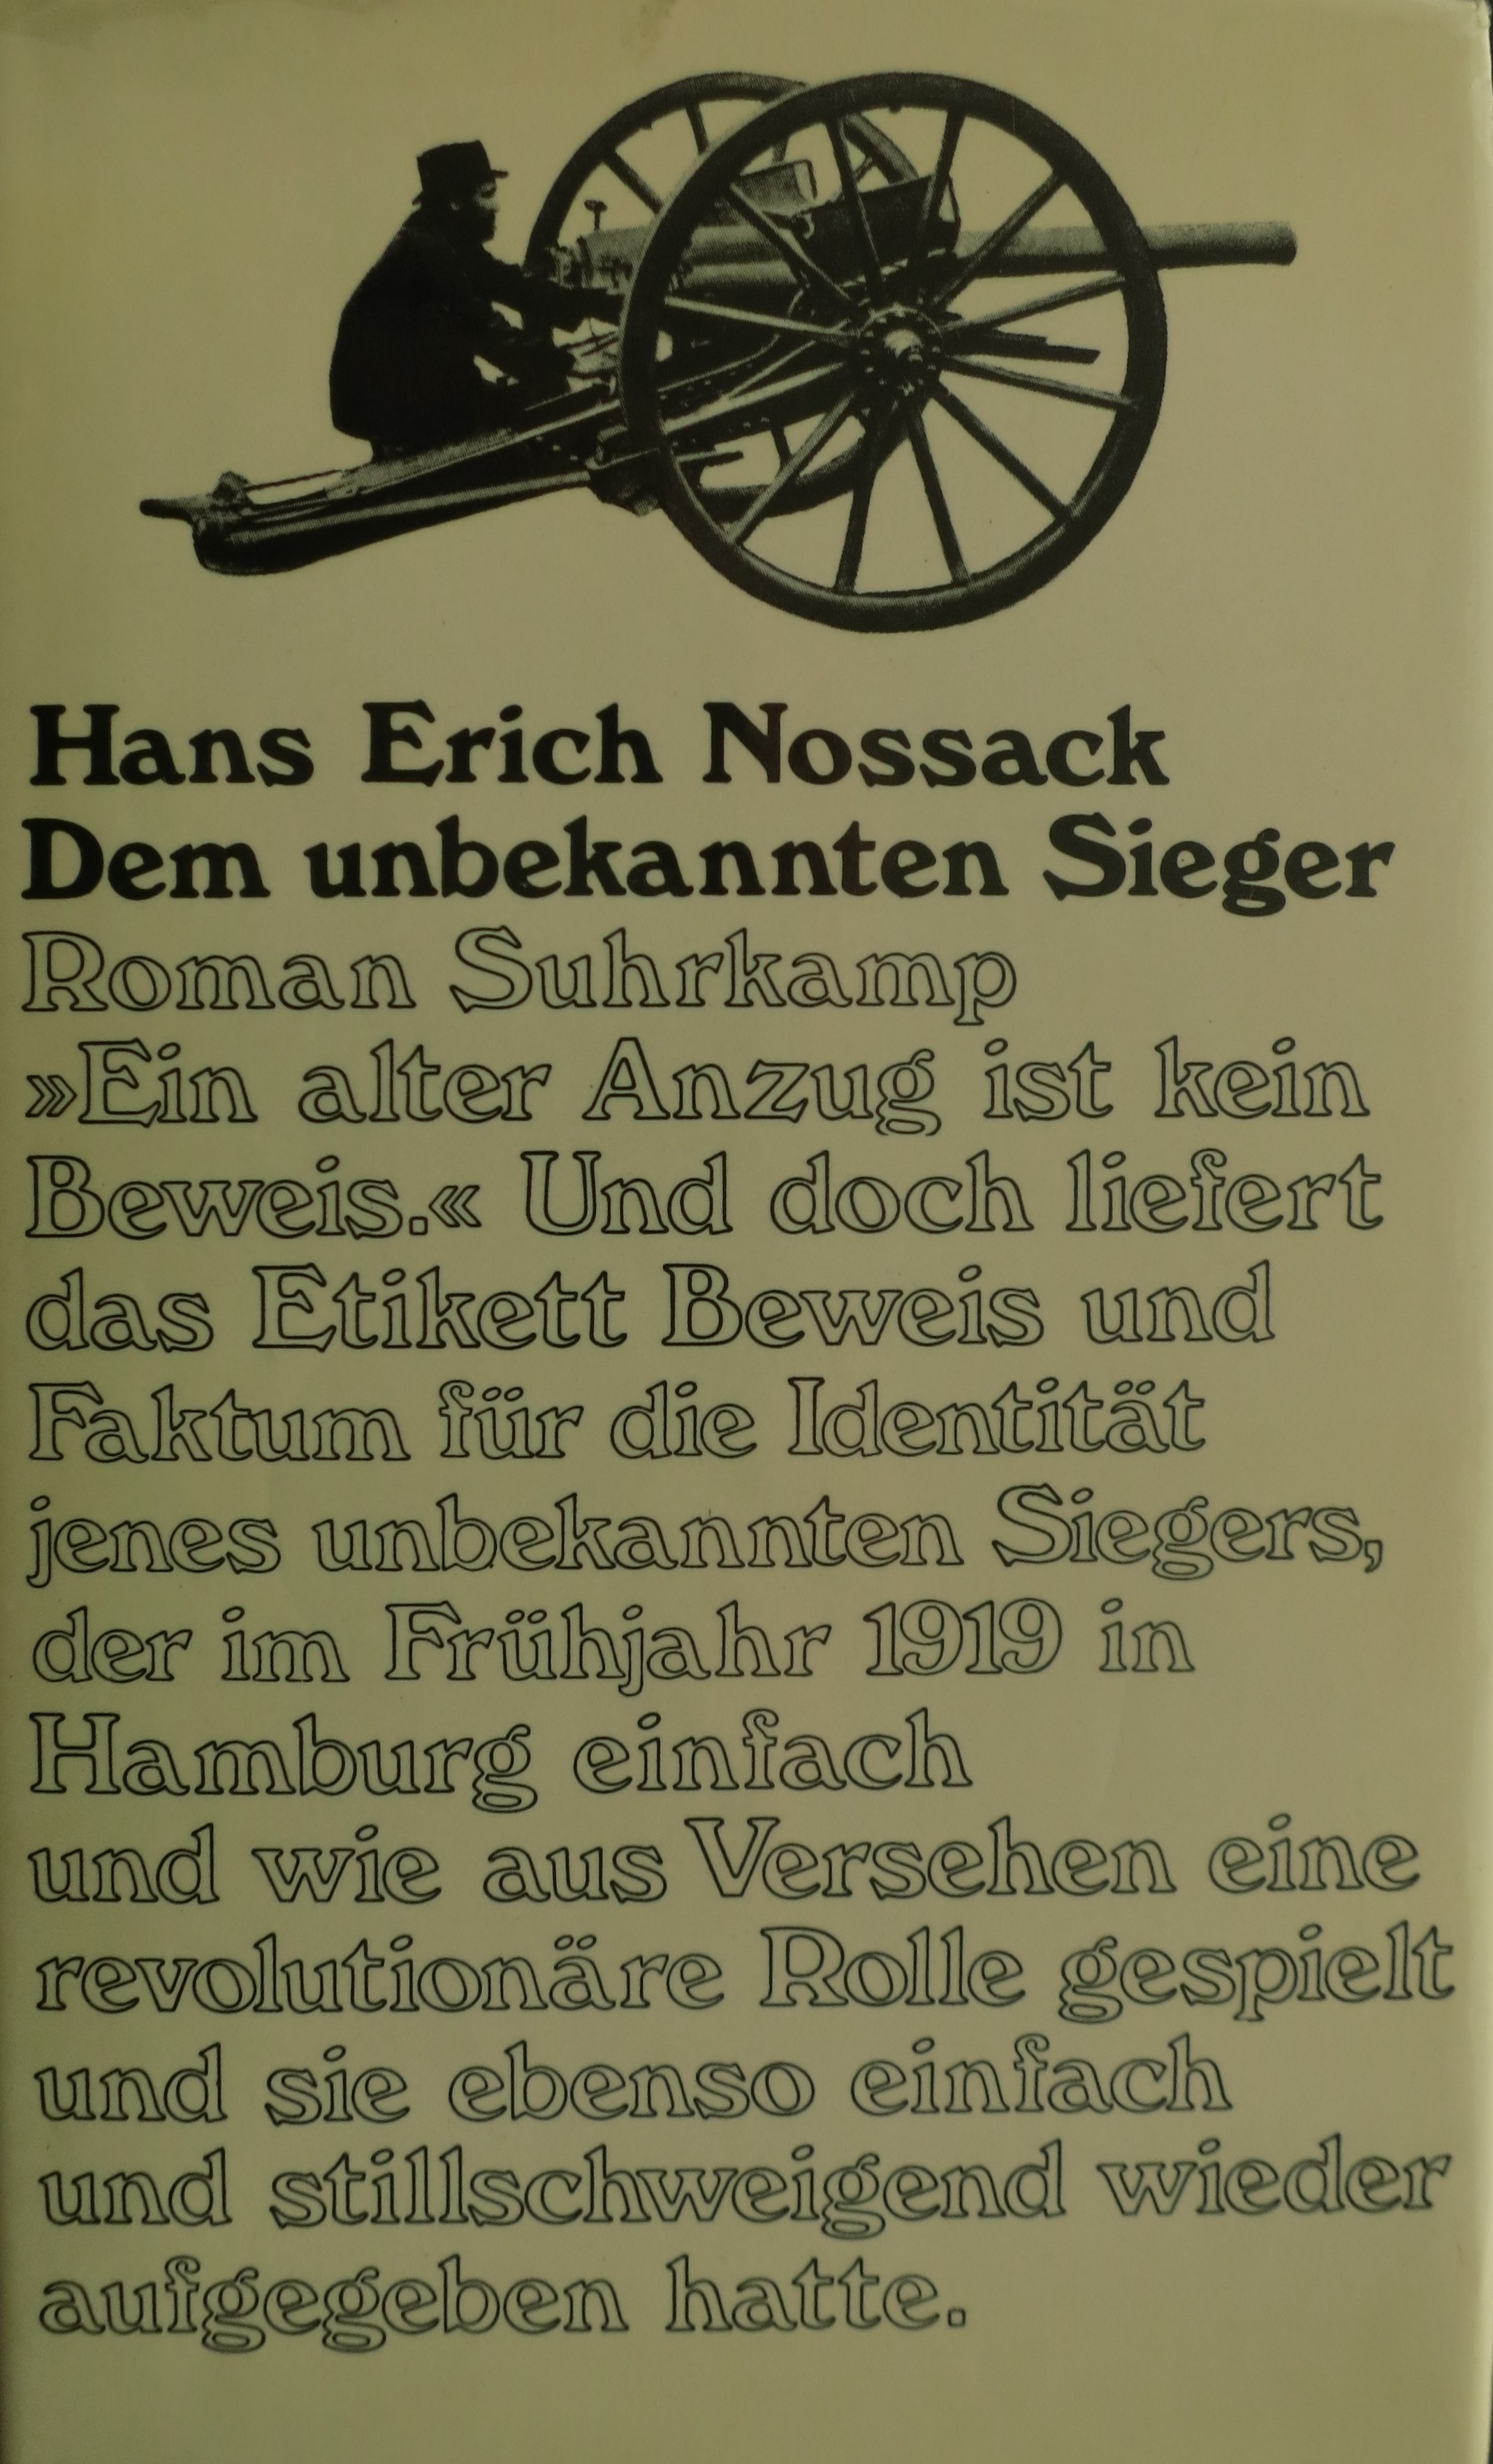 Hans Erich Nossack
Dem unbekannten Sieger
Roman Suhrkamp
»Ein alter Anzug ist kein
Beweis.« Und doch liefert
das Etikett Beweis und
Faktum für die Identität
jenes unbekannten Siegers,
der im Frühjahr 1919 in
Hamburg einfach
und wie aus Versehen eine
revolutionäre Rolle gespielt
und sie ebenso einfach
und stillschweigend wieder
aufgegeben hatte.